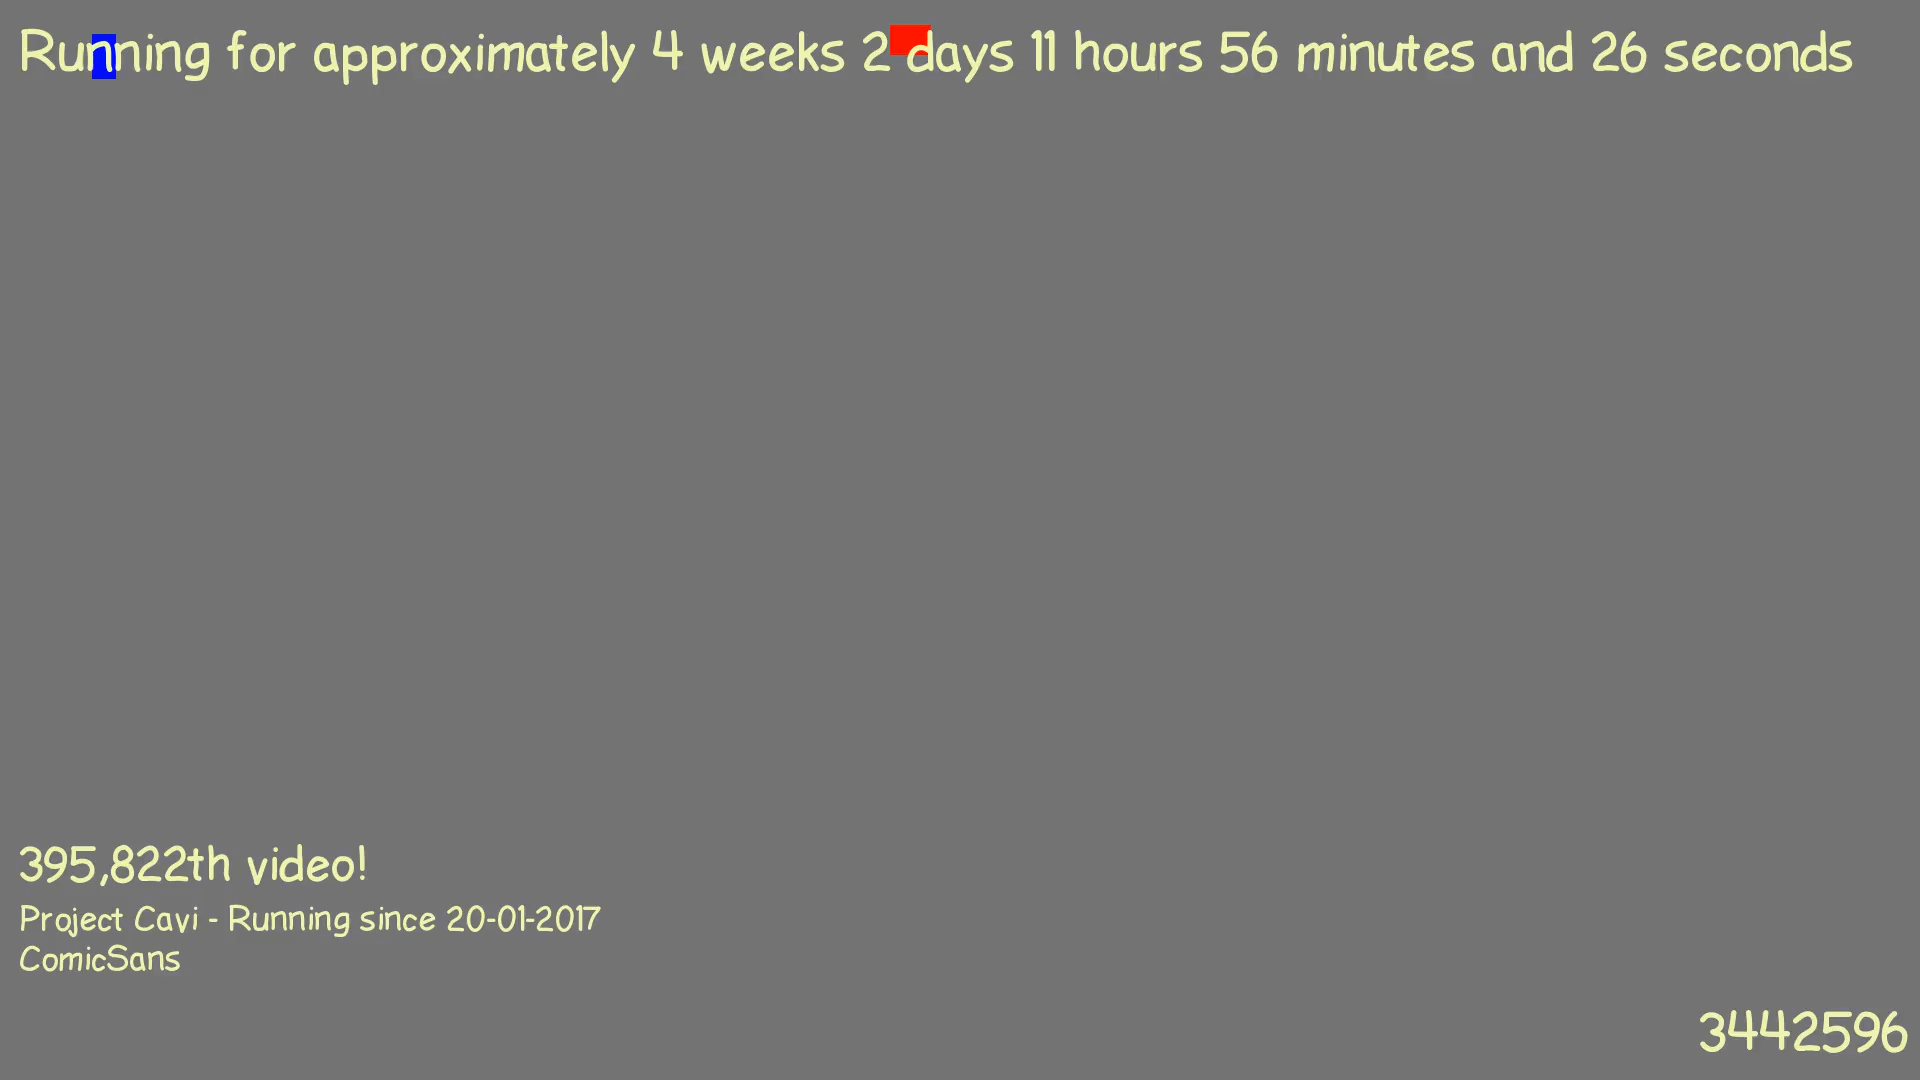 Running for approximately 4 weeks 2 days 11 hours 56 minutes and 26 seconds
395,822th video!
Project Cavi - Running since 20-01-2017
ComicSans
3442596